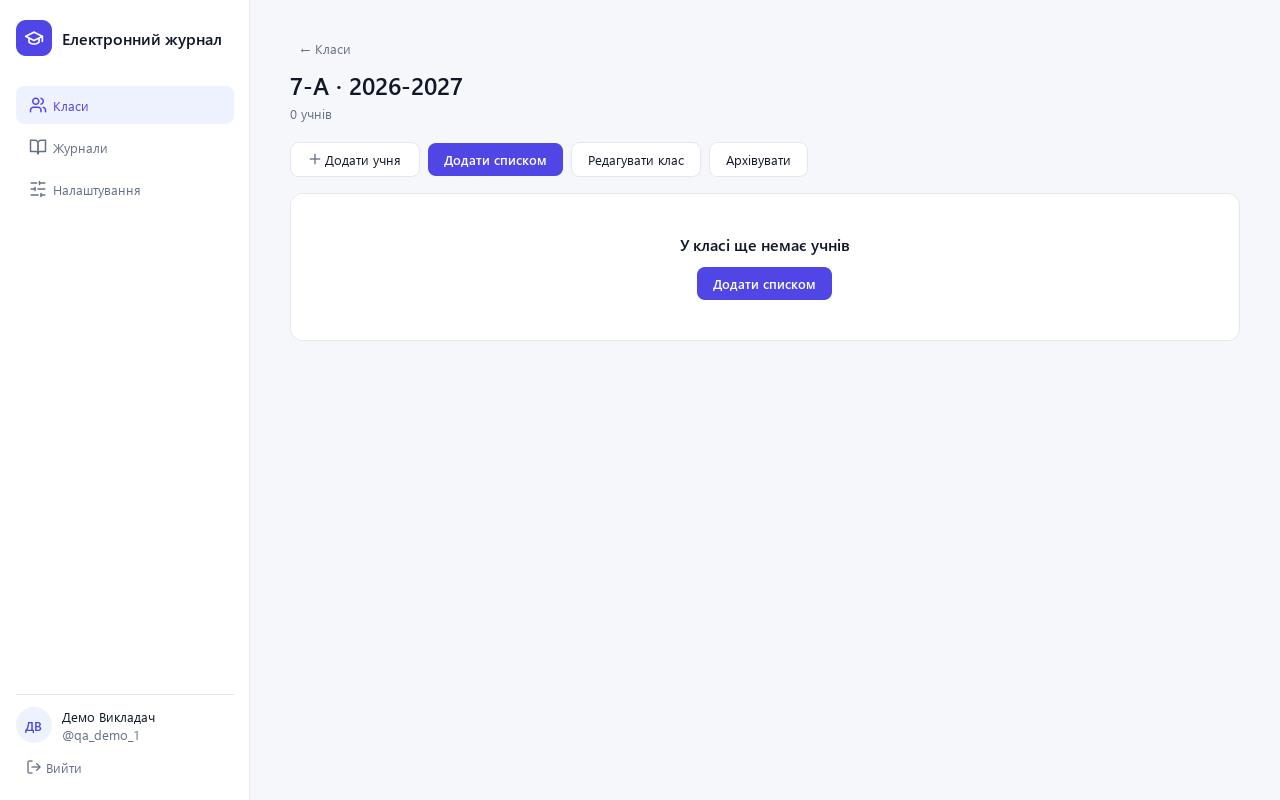 Електронний журнал
Класи
Журнали
Налаштування
Демо Викладач
ДВ
@qa_demo_1
Вийти
← Класи
7-А · 2026-2027
0 учнів
+ Додати учня
Додати списком
Редагувати клас
Архівувати
У класі ще немає учнів
Додати списком